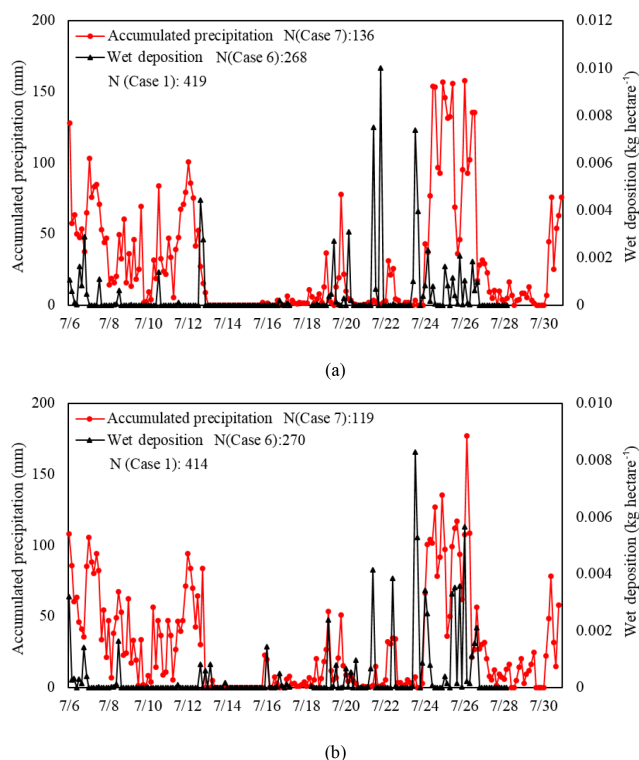 (a)
200
150
100
50
0
Accumulated precipitation (mm)
Accumulated precipitation N(Case 7):136
Wet deposition N(Case 6):268
N (Case 1): 419
0.012
0.010
0.008
0.006
0.004
0.002
0
Wet deposition (kg hectare-1)
7/6 7/8 7/10 7/12 7/14 7/16 7/18 7/20 7/22 7/24 7/26 7/28 7/30
(a)
200
150
100
50
0
Accumulated precipitation (mm)
Accumulated precipitation N(Case 7):119
Wet deposition N(Case 6):270
N (Case 1): 414
0.010
0.008
0.006
0.004
0.002
0
Wet deposition (kg hectare-1)
7/6 7/8 7/10 7/12 7/14 7/16 7/18 7/20 7/22 7/24 7/26 7/28 7/30
(b)